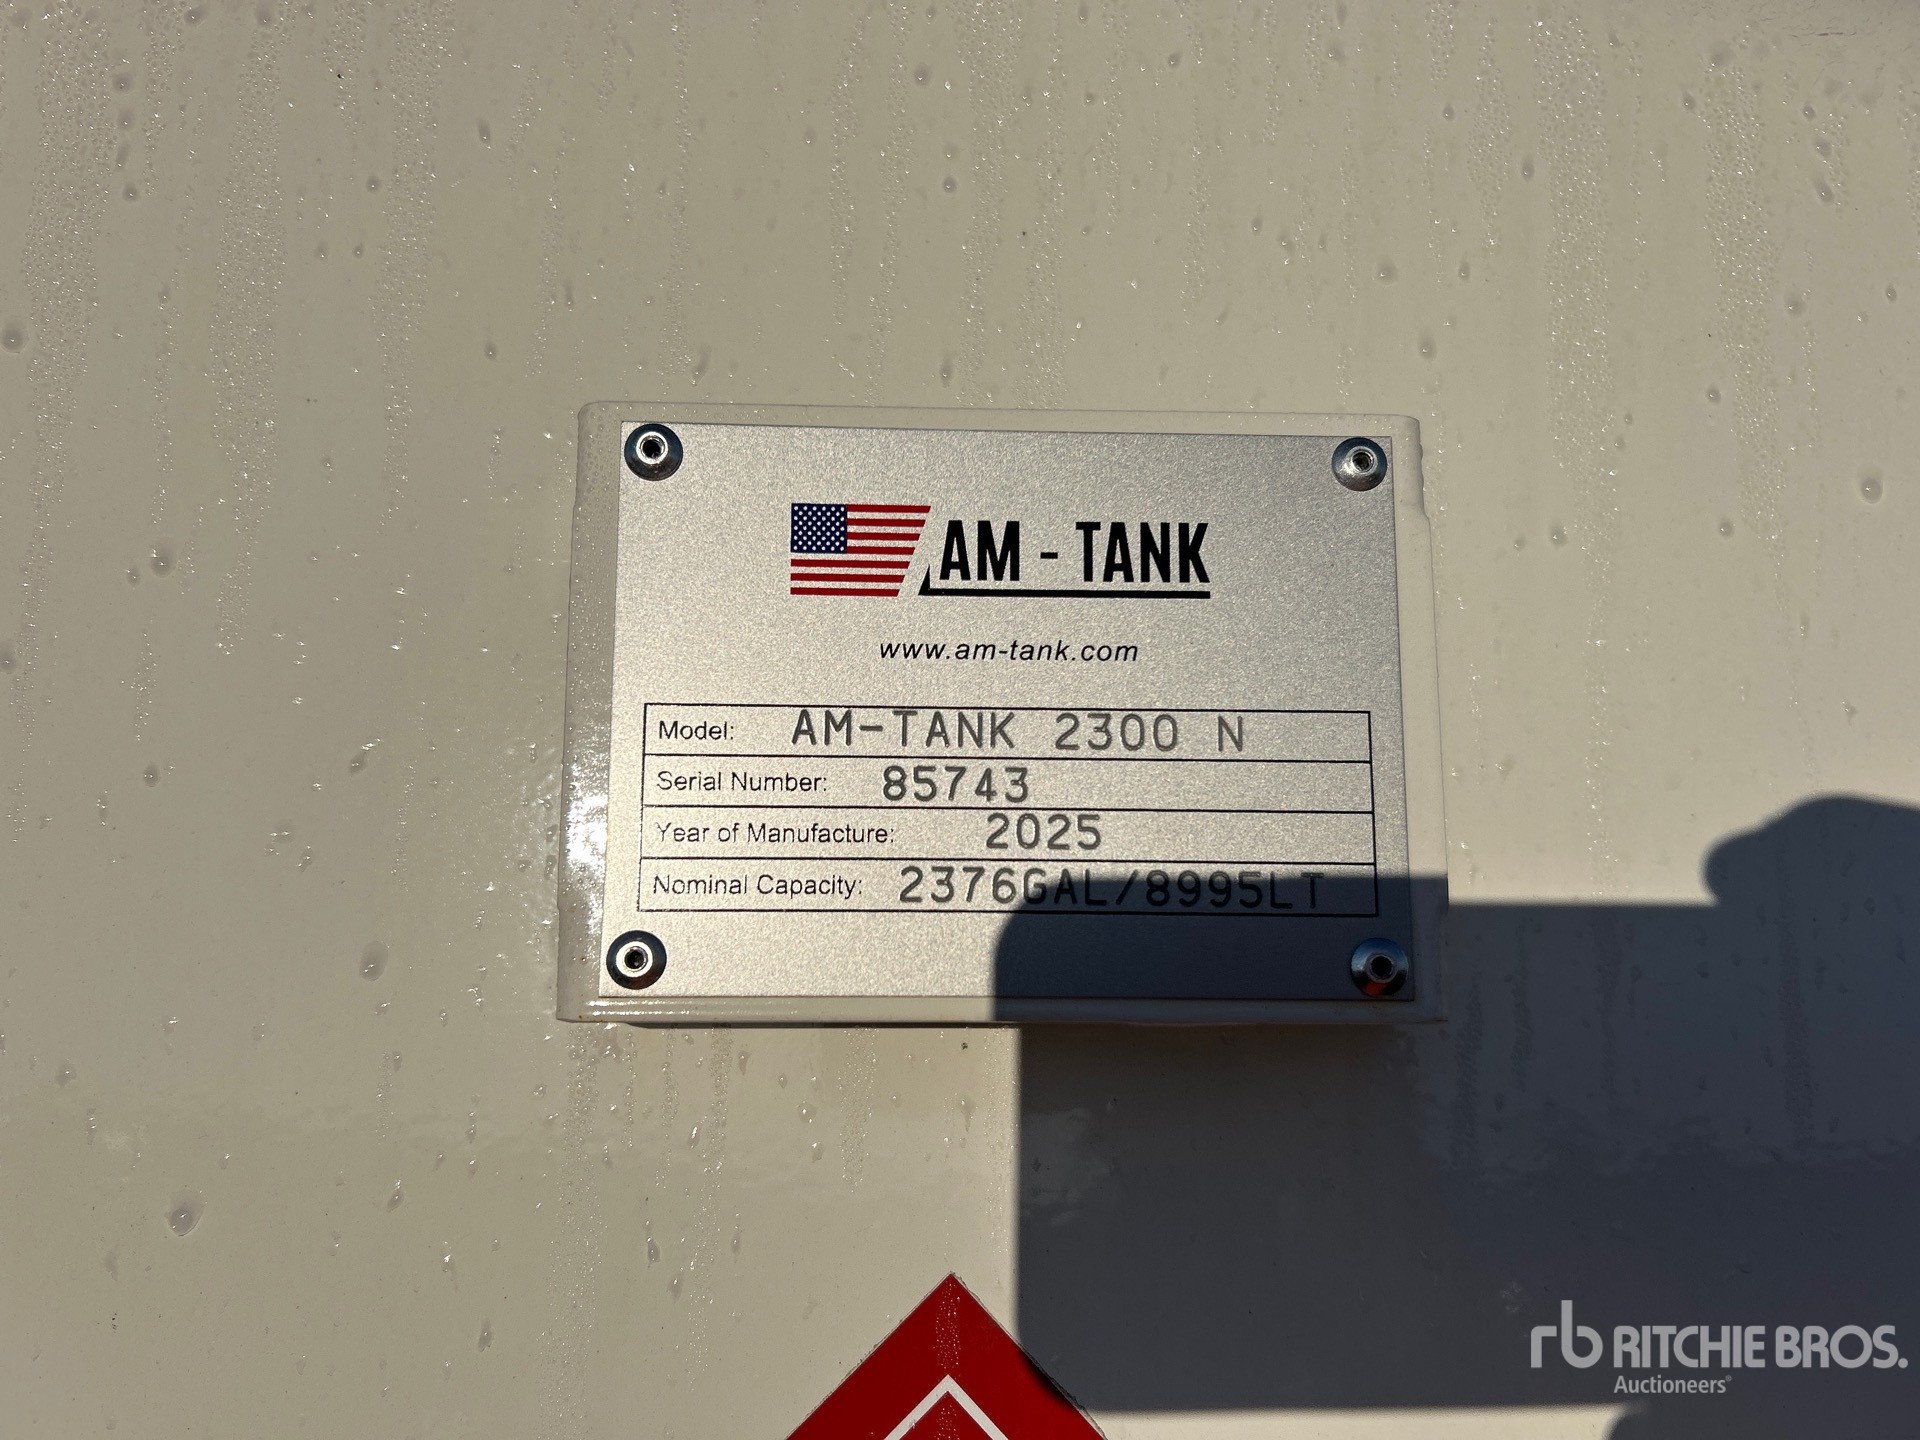 AM - TANK
www.am-tank.com
Model: AM-TANK 2300 N
Serial Number: 85743
Year of Manufacture: 2025
Nominal Capacity: 2376GAL/8995LT
rb RITCHIE BROS.
Auctioneers®